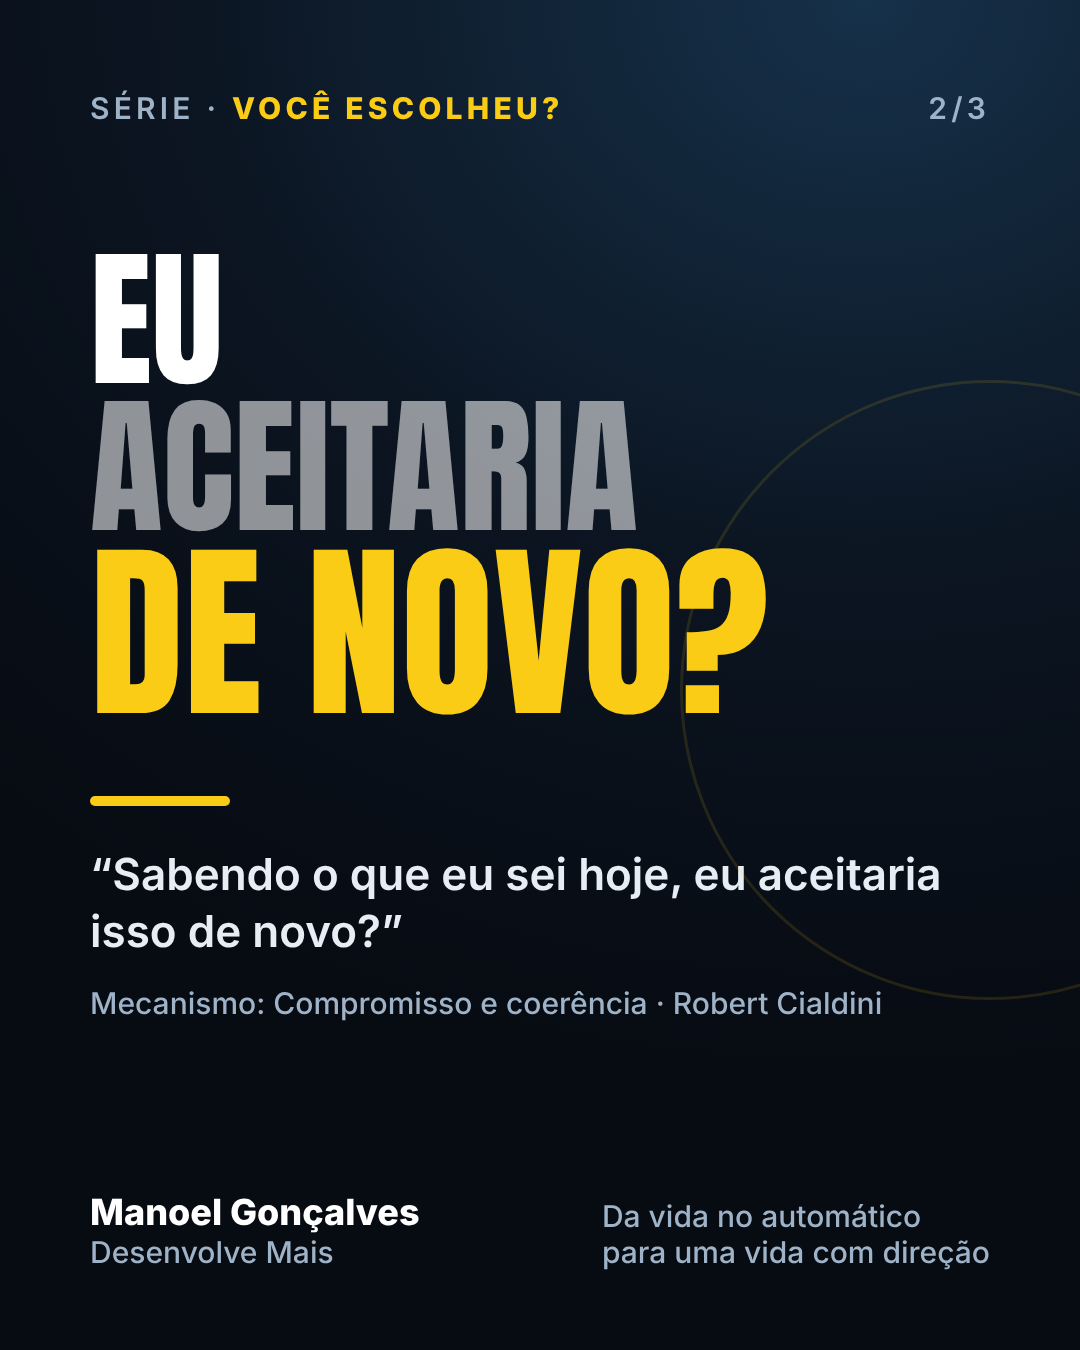 SÉRIE · VOCÊ ESCOLHEU?
2/3
EU
ACEITARIA
DE NOVO?
“Sabendo o que eu sei hoje, eu aceitaria
isso de novo?”
Mecanismo: Compromisso e coerência · Robert Cialdini
Manoel Gonçalves
Desenvolve Mais
Da vida no automático
para uma vida com direção